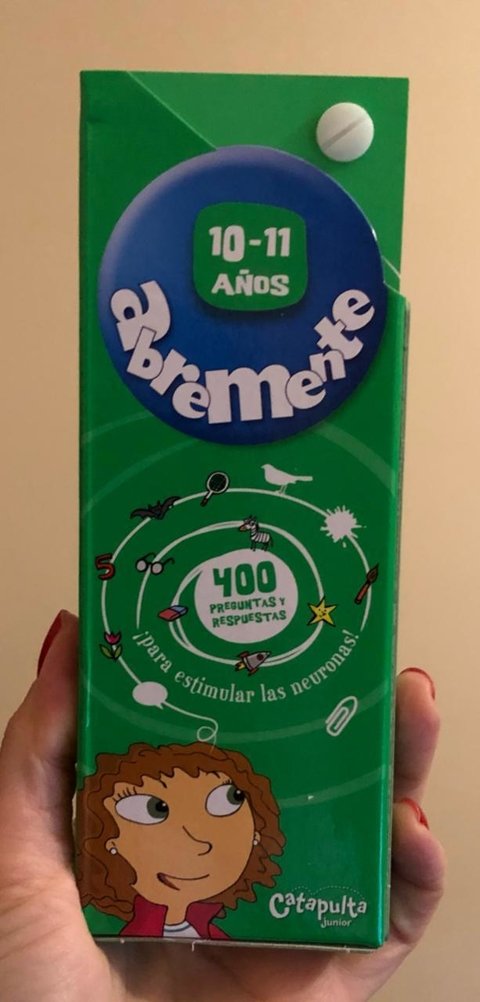 10-11
AÑOS
abremente
400
PREGUNTAS Y
RESPUESTAS
¡para estimular las neuronas!
5
Catapulta
junior